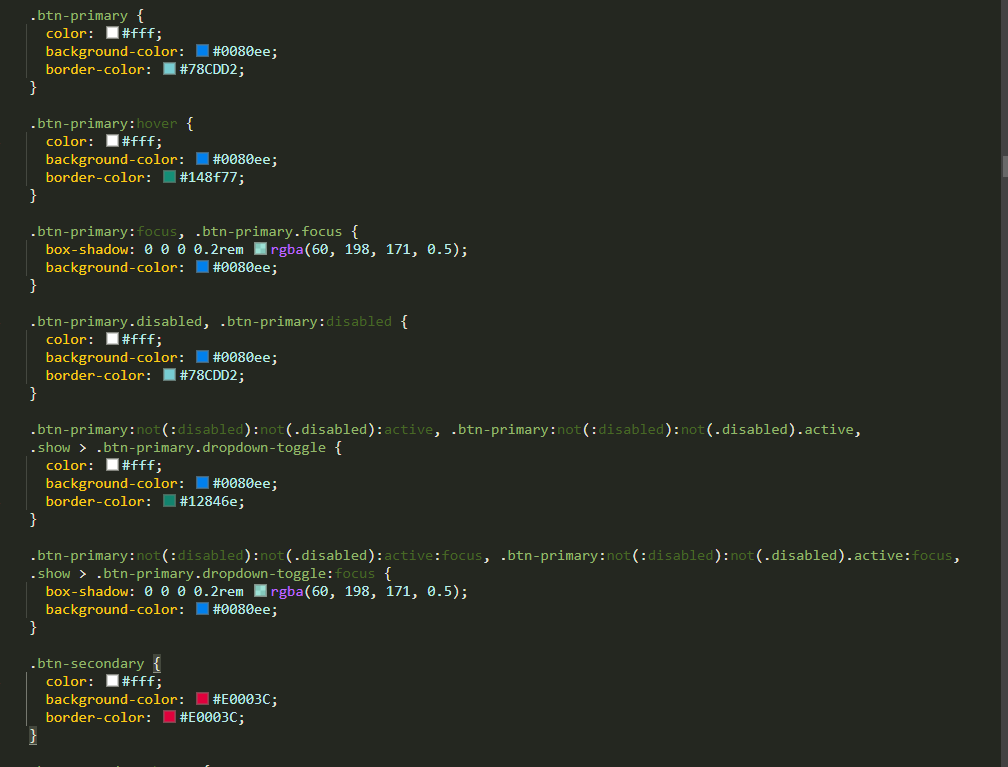 .btn-primary {
color: #fff;
background-color: #0080ee;
border-color: #78CDD2;
}
.btn-primary:hover {
color: #fff;
background-color: #0080ee;
border-color: #148f77;
}
.btn-primary:focus, .btn-primary.focus {
box-shadow: 0 0 0 0.2rem rgba(60, 198, 171, 0.5);
background-color: #0080ee;
}
.btn-primary.disabled, .btn-primary:disabled {
color: #fff;
background-color: #0080ee;
border-color: #78CDD2;
}
.btn-primary:not(:disabled):not(.disabled):active, .btn-primary:not(:disabled):not(.disabled).active,
.show > .btn-primary.dropdown-toggle {
color: #fff;
background-color: #0080ee;
border-color: #12846e;
}
.btn-primary:not(:disabled):not(.disabled):active:focus, .btn-primary:not(:disabled):not(.disabled).active:focus,
.show > .btn-primary.dropdown-toggle:focus {
box-shadow: 0 0 0 0.2rem rgba(60, 198, 171, 0.5);
background-color: #0080ee;
}
.btn-secondary {
color: #fff;
background-color: #E0003C;
border-color: #E0003C;
}